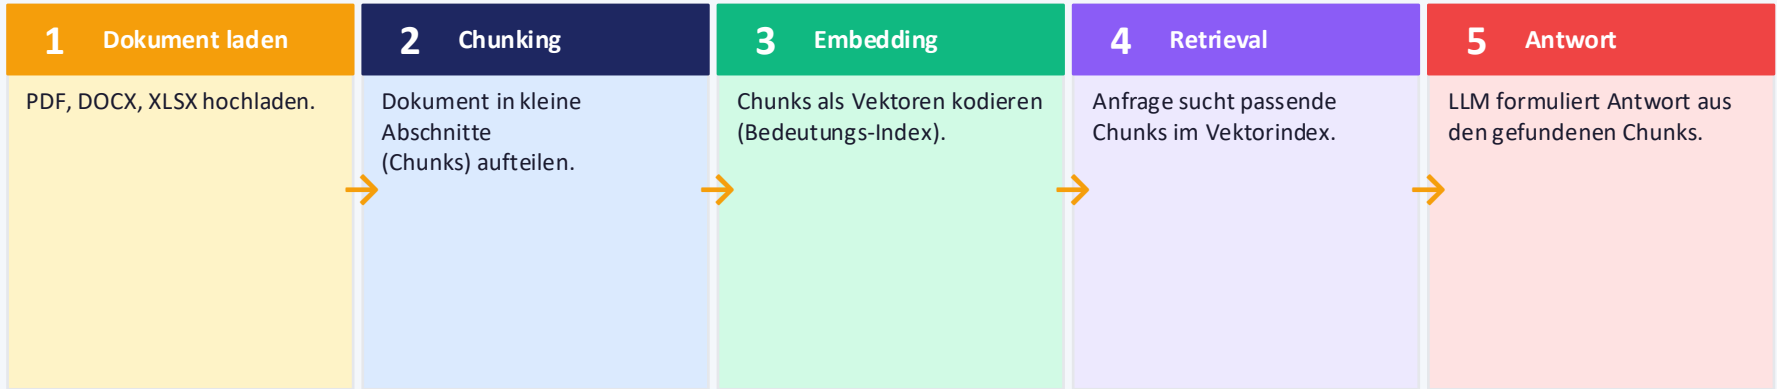 1 Dokument laden
PDF, DOCX, XLSX hochladen.
2 Chunking
Dokument in kleine
Abschnitte
(Chunks) aufteilen.
3 Embedding
Chunks als Vektoren kodieren
(Bedeutungs-Index).
4 Retrieval
Anfrage sucht passende
Chunks im Vektorindex.
5 Antwort
LLM formuliert Antwort aus
den gefundenen Chunks.